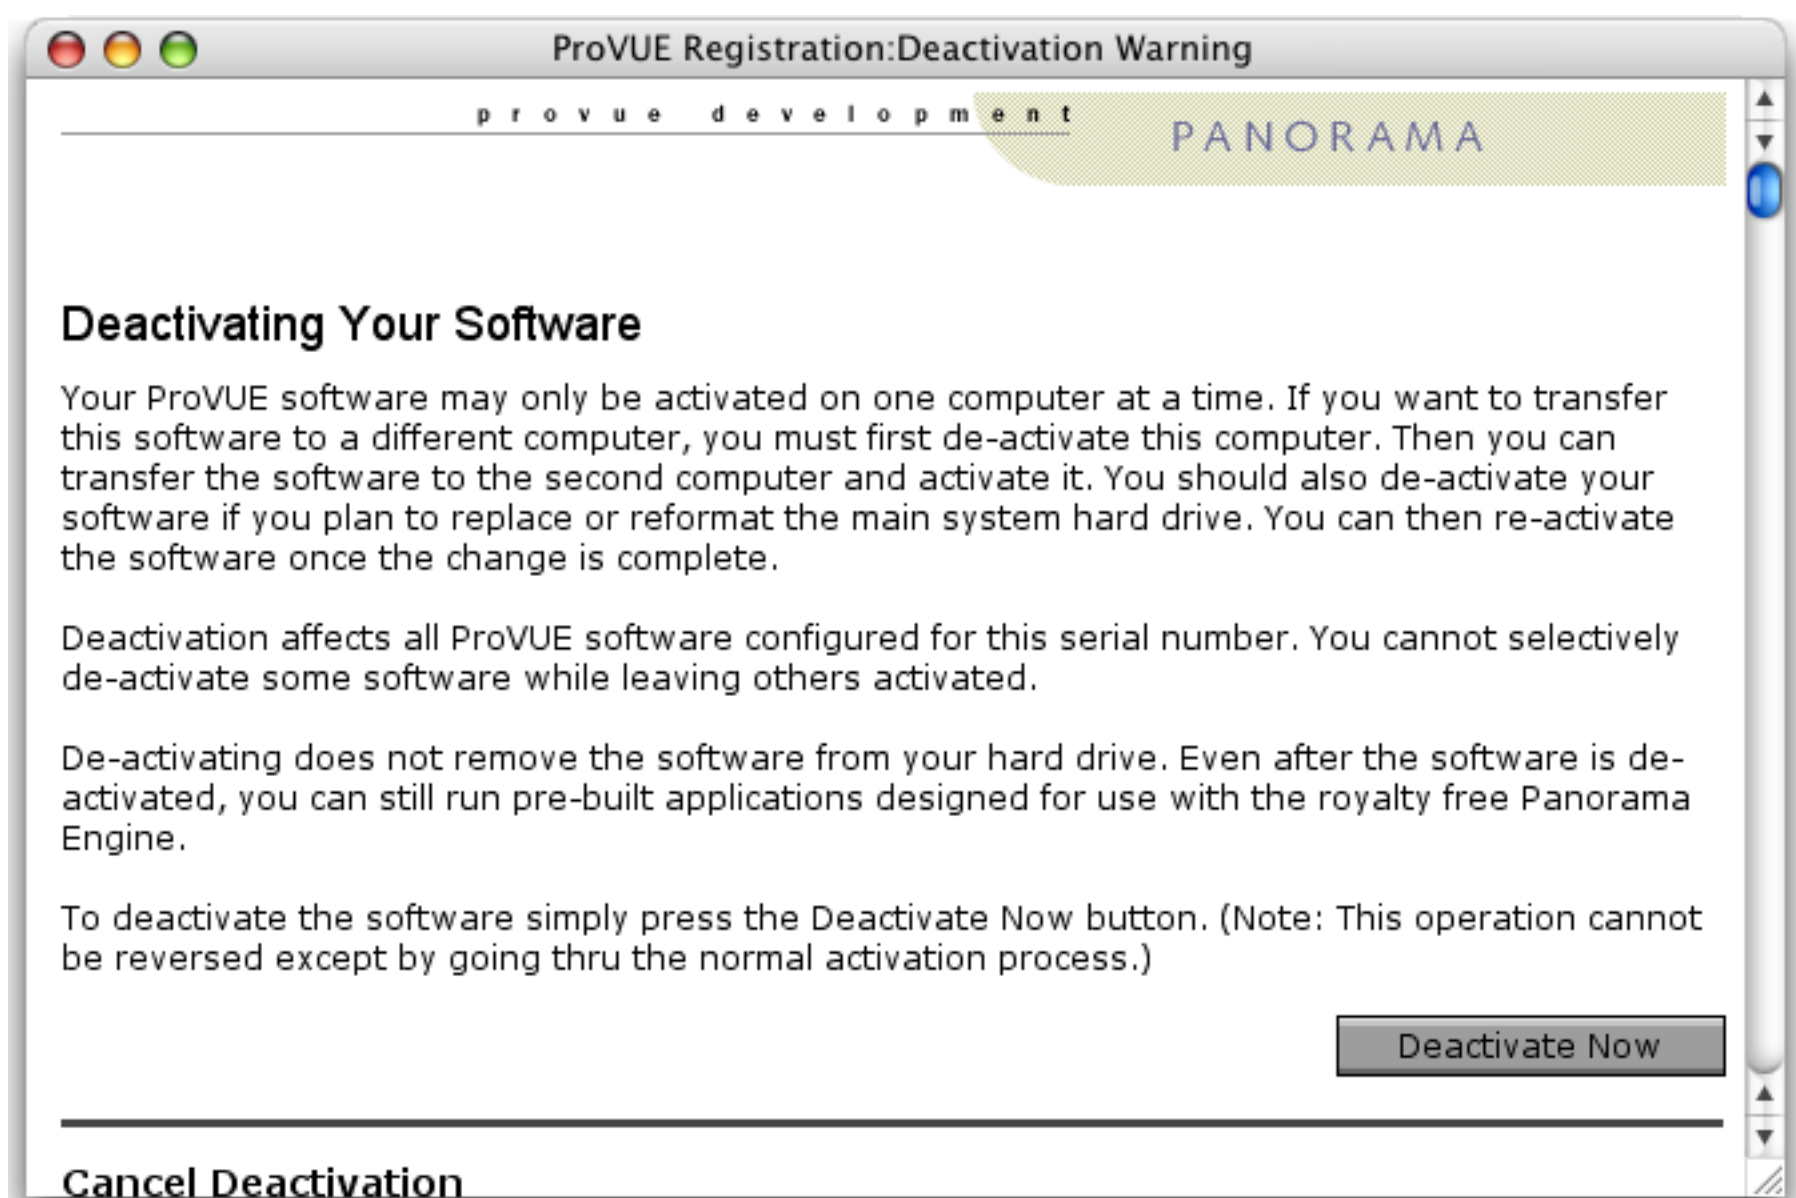 ProVUE Registration:Deactivation Warning
provue development
PANORAMA
Deactivating Your Software
Your ProVUE software may only be activated on one computer at a time. If you want to transfer
this software to a different computer, you must first de-activate this computer. Then you can
transfer the software to the second computer and activate it. You should also de-activate your
software if you plan to replace or reformat the main system hard drive. You can then re-activate
the software once the change is complete.
Deactivation affects all ProVUE software configured for this serial number. You cannot selectively
de-activate some software while leaving others activated.
De-activating does not remove the software from your hard drive. Even after the software is de-
activated, you can still run pre-built applications designed for use with the royalty free Panorama
Engine.
To deactivate the software simply press the Deactivate Now button. (Note: This operation cannot
be reversed except by going thru the normal activation process.)
Deactivate Now
Cancel Deactivation